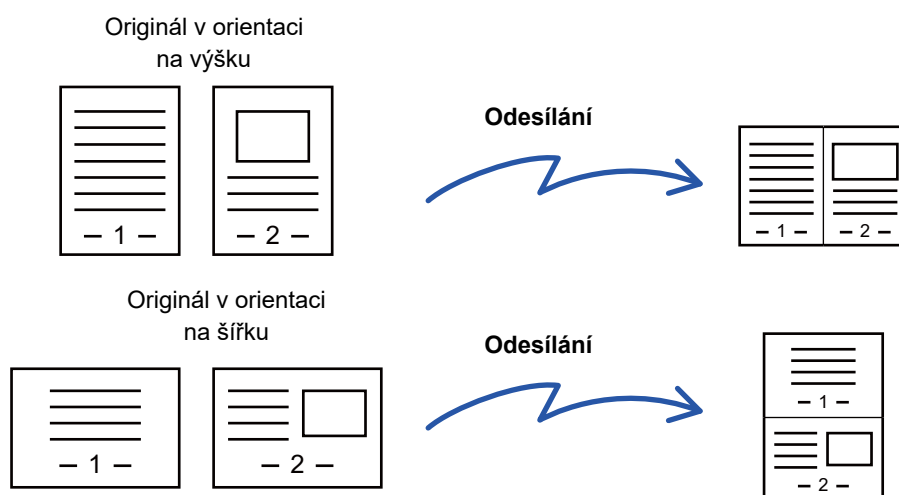 Originál v orientaci
na výšku
Odesílání
– 1 –
– 2 –
– 1 –
– 2 –
Originál v orientaci
na šířku
Odesílání
– 1 –
– 2 –
– 1 –
– 2 –